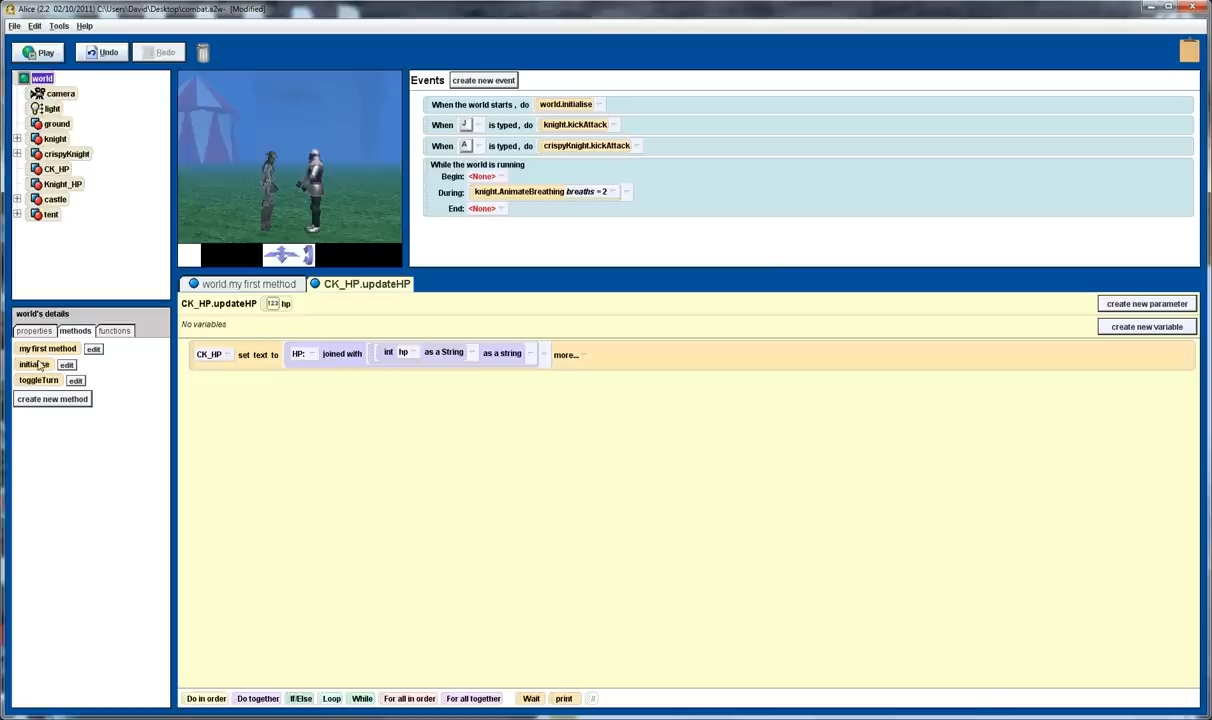 Alice (2.2 02/10/2011) C:\Users\David\Desktop\combat.a2w- [Modified]
File Edit Tools Help
Play Undo Redo
world
camera
light
ground
knight
crispyKnight
CK_HP
Knight_HP
castle
tent
Events create new event
When the world starts, do world.initialise
When J is typed, do knight.kickAttack
When A is typed, do crispyKnight.kickAttack
While the world is running
Begin: <None>
During: knight.AnimateBreathing breaths = 2
End: <None>
world's details
properties methods functions
my first method edit
edit
toggleTurn edit
create new method
world.my first method CK_HP.updateHP
CK_HP.updateHP 123 hp create new parameter
No variables create new variable
CK_HP set text to HP: joined with int hp as a String as a string more...
Do in order Do together If/Else Loop While For all in order For all together Wait print //